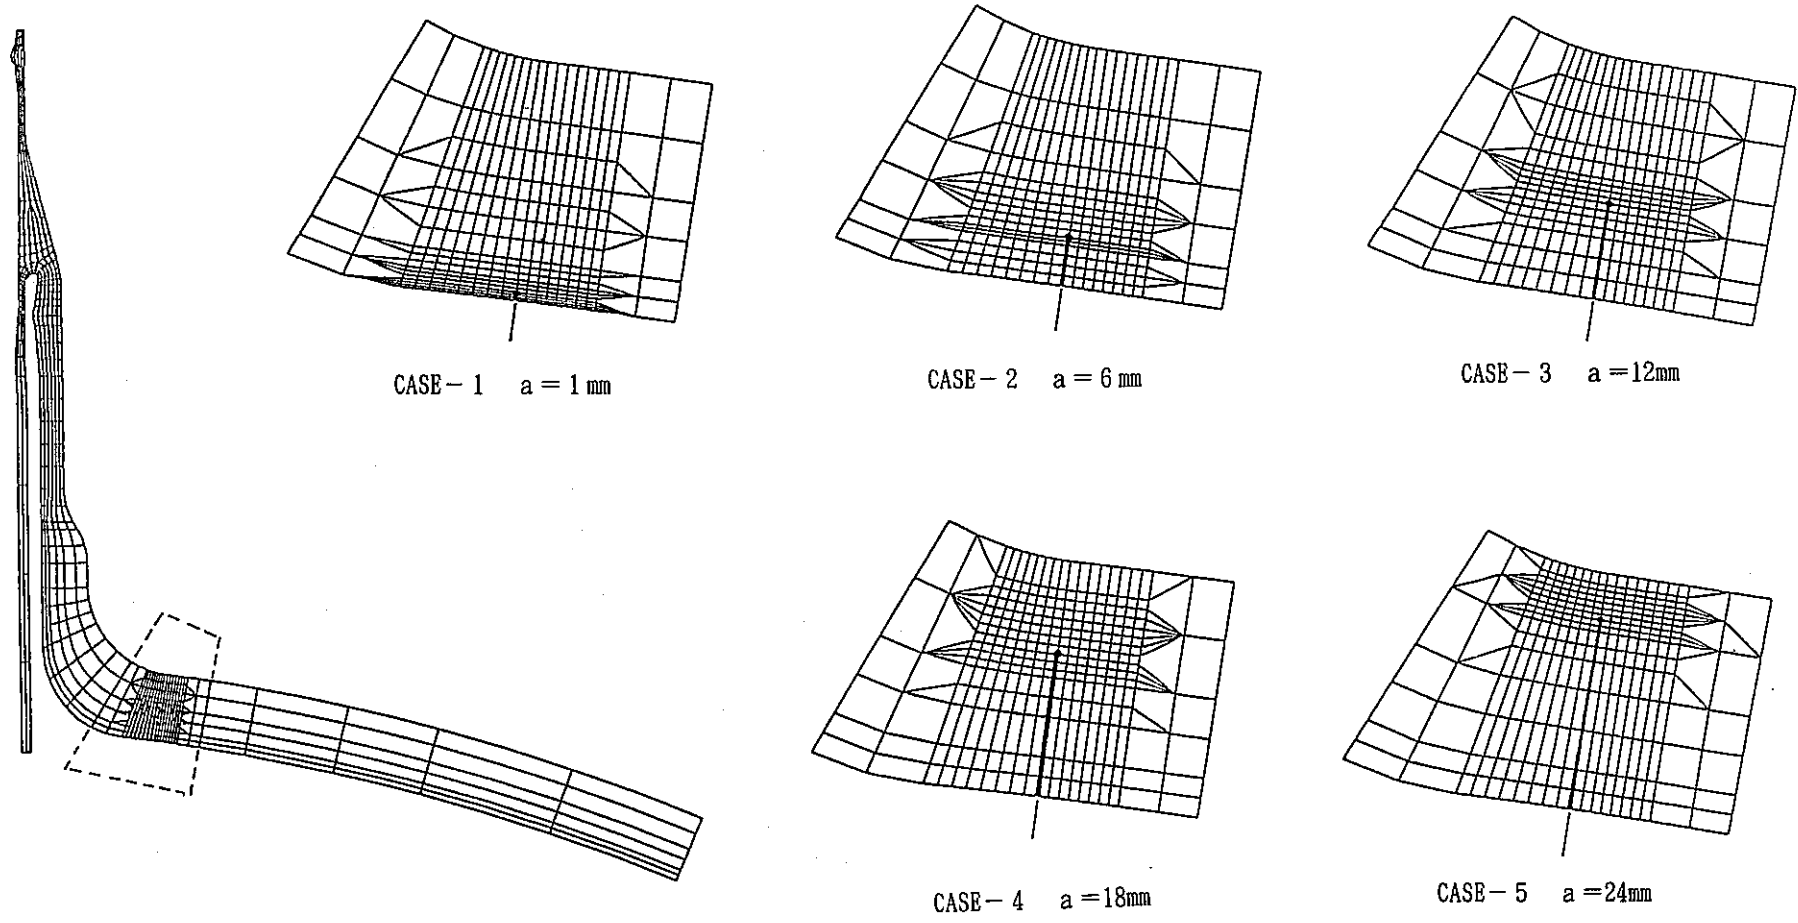 CASE-1 a=1mm
CASE-2 a=6mm
CASE-3 a=12mm
CASE-4 a=18mm
CASE-5 a=24mm